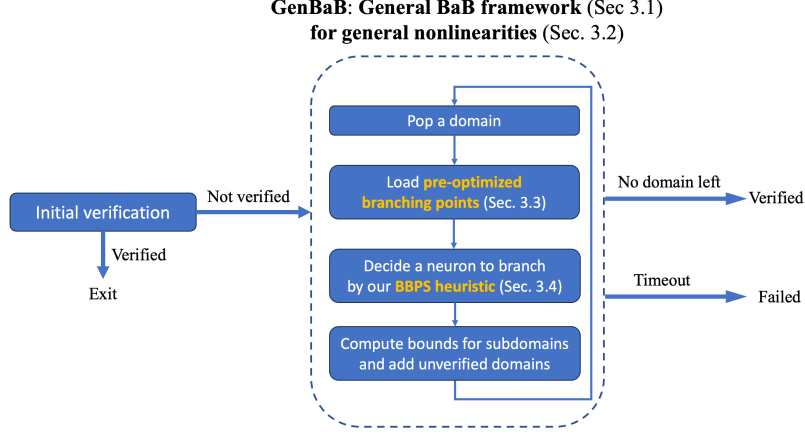 GenBaB: General BaB framework (Sec 3.1)
for general nonlinearities (Sec. 3.2)
Pop a domain
Load pre-optimized
branching points (Sec. 3.3)
Decide a neuron to branch
by our BBPS heuristic (Sec. 3.4)
Compute bounds for subdomains
and add unverified domains
Initial verification
Not verified
Verified
Exit
No domain left
Verified
Timeout
Failed